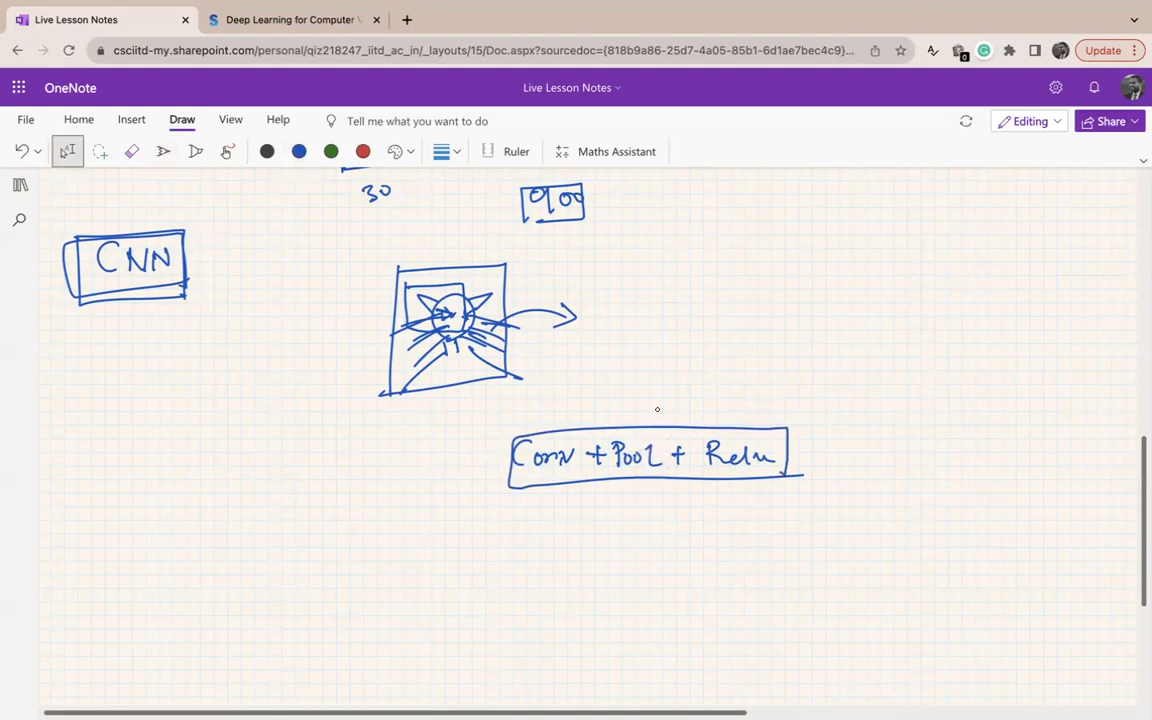 Live Lesson Notes
Deep Learning for Computer
csciitd-my.sharepoint.com/personal/qiz218247_iitd_ac_in/_layouts/15/Doc.aspx?sourcedoc={818b9a86-25d7-4a05-85b1-6d1ae7bec4c9}...
0
Update
OneNote
Live Lesson Notes
File Home Insert Draw View Help Tell me what you want to do
Editing
Share
Ruler
Maths Assistant
30
900
CNN
Conv + Pool + Relu